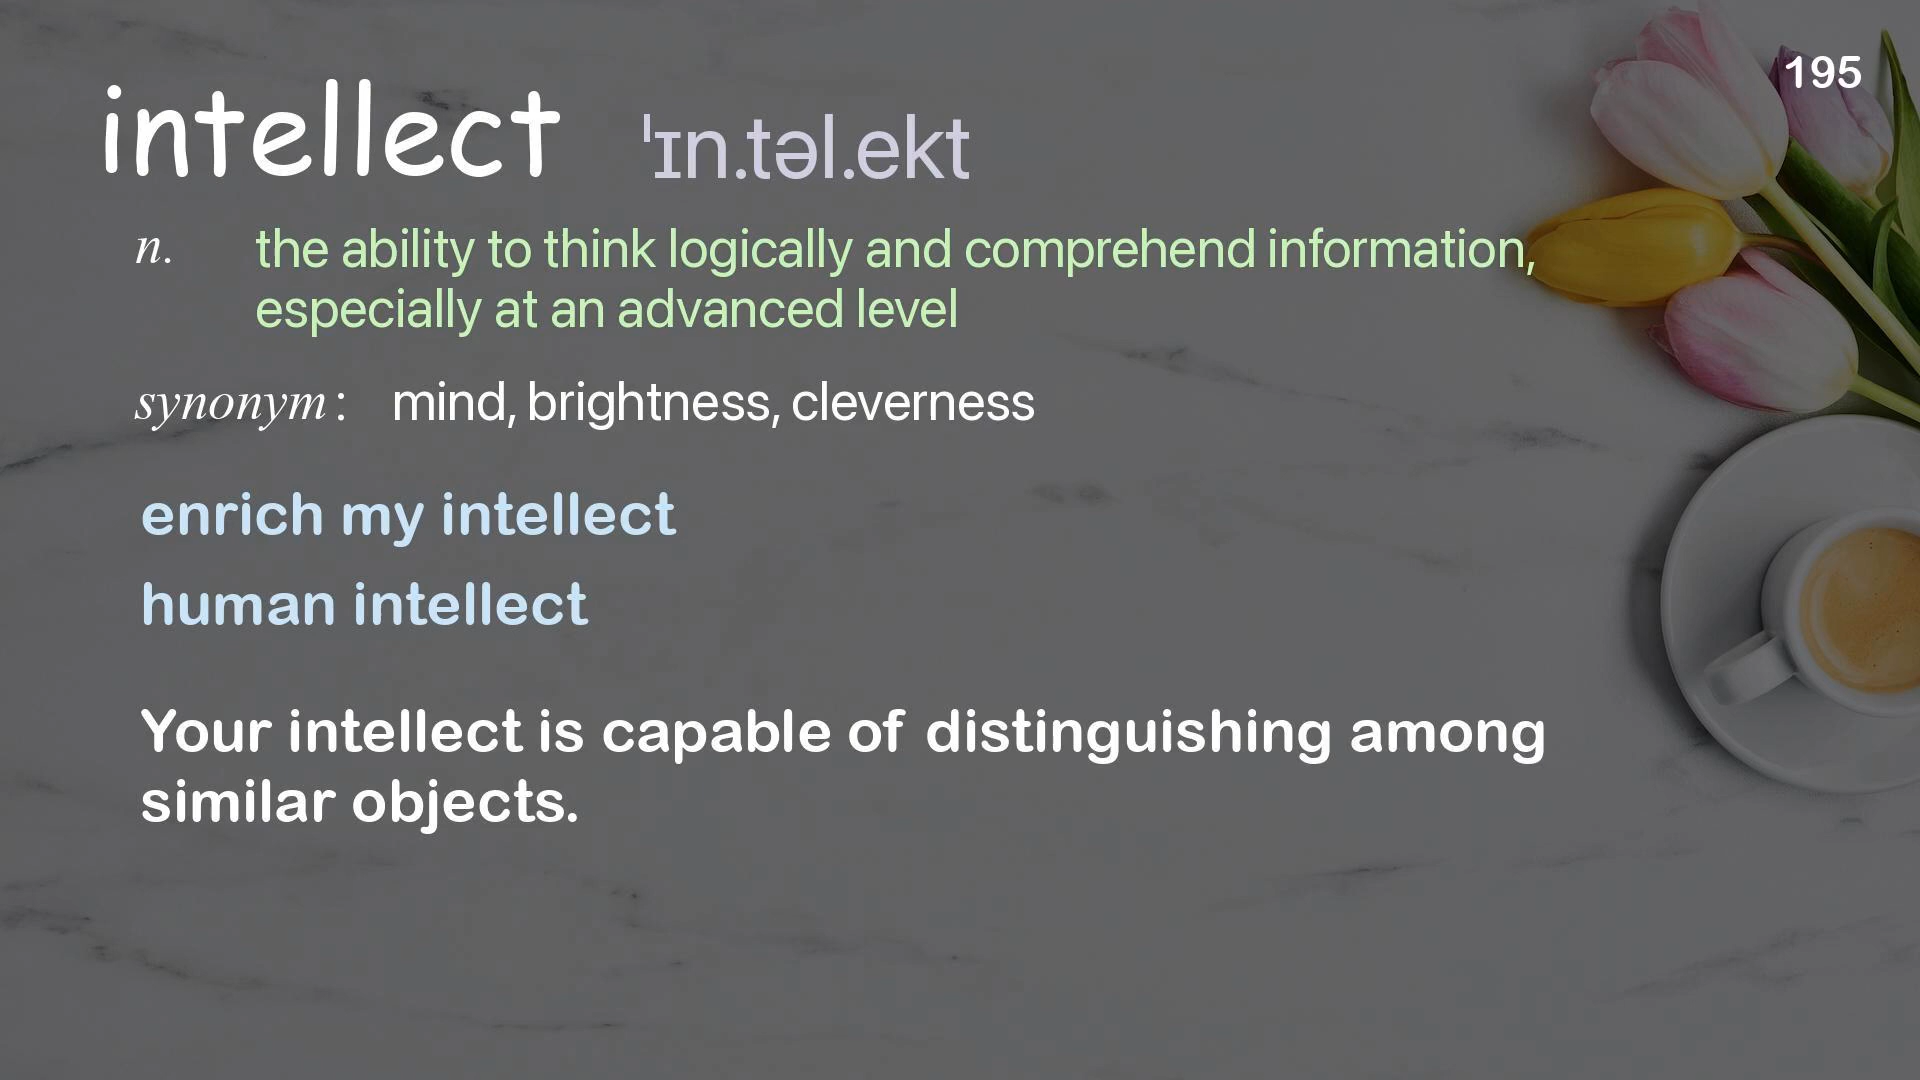 195
intellect ˈɪn.təl.ekt
n. the ability to think logically and comprehend information,
especially at an advanced level
synonym : mind, brightness, cleverness
enrich my intellect
human intellect
Your intellect is capable of distinguishing among
similar objects.